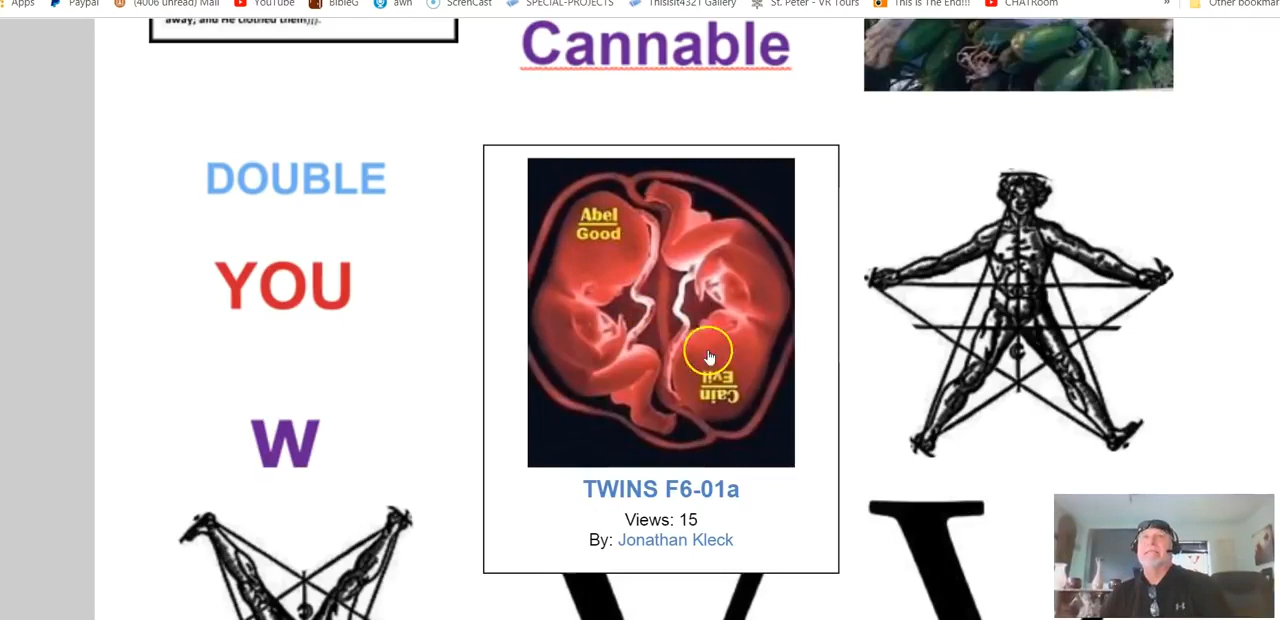 Apps
Paypal
(4006 unread) Mail
YouTube
BibleG
awn
ScrenCast
SPECIAL-PROJECTS
Thisisit4321 Gallery
St. Peter - VR Tours
This Is The End!!!
CHATRoom
»
Other bookmar
away, and He clothed them))).
Cannable
DOUBLE
YOU
W
Abel
Good
Cain
Evil
TWINS F6-01a
Views: 15
By: Jonathan Kleck